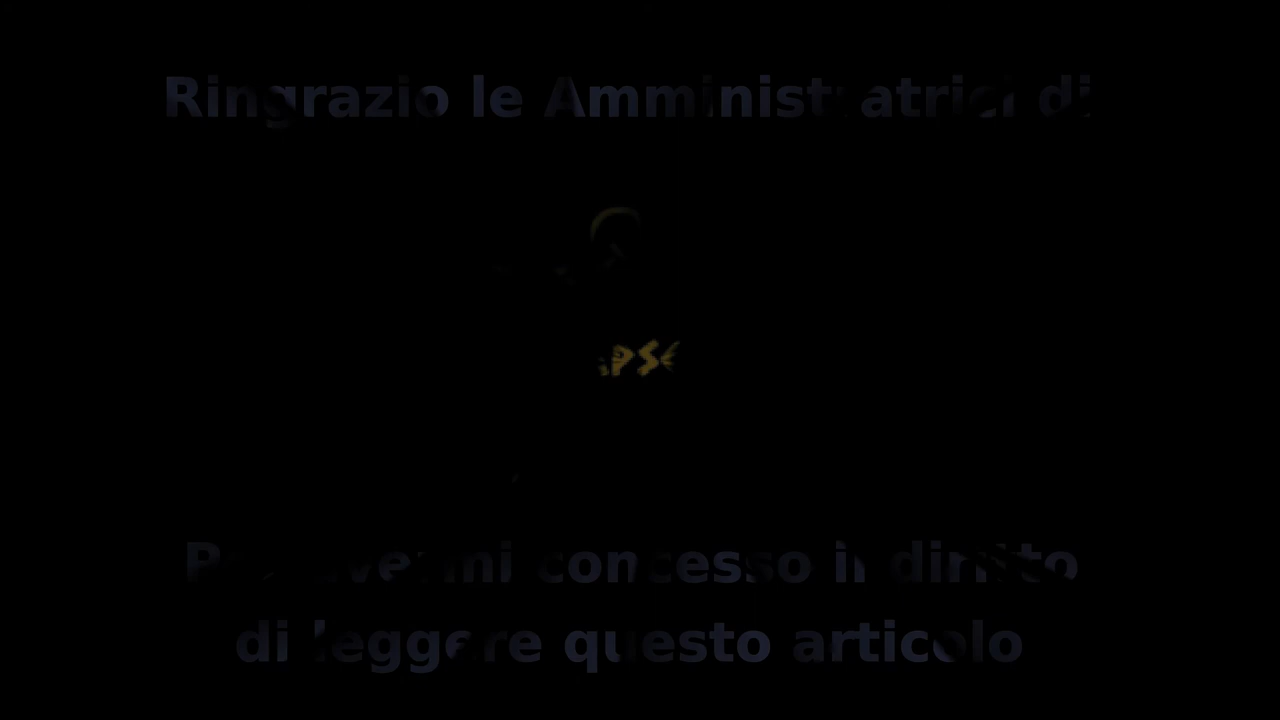 Ringrazio le Amministratrici di
Per avermi concesso il diritto
di leggere questo articolo